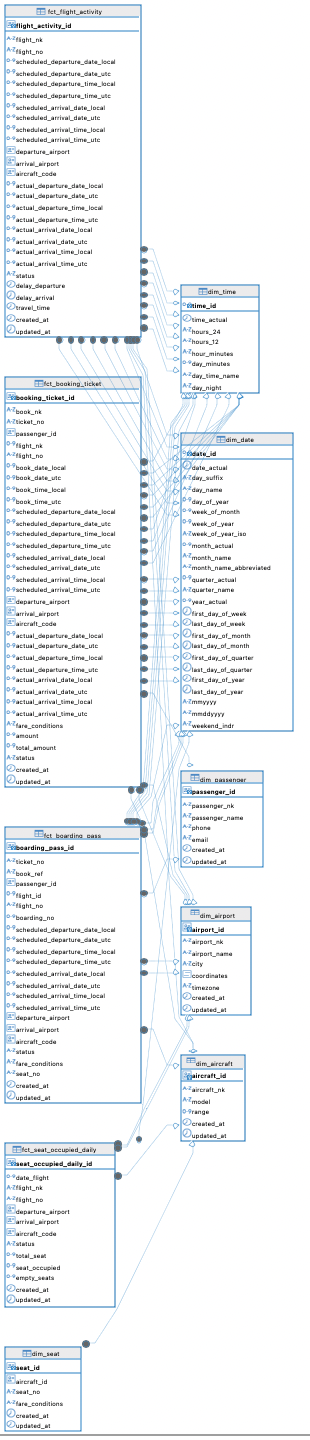 fct_flight_activity
flight_activity_id
flight_nk
flight_no
scheduled_departure_date_local
scheduled_departure_date_utc
scheduled_departure_time_local
scheduled_departure_time_utc
scheduled_arrival_date_local
scheduled_arrival_date_utc
scheduled_arrival_time_local
scheduled_arrival_time_utc
departure_airport
arrival_airport
aircraft_code
actual_departure_date_local
actual_departure_date_utc
actual_departure_time_local
actual_departure_time_utc
actual_arrival_date_local
actual_arrival_date_utc
actual_arrival_time_local
actual_arrival_time_utc
status
delay_departure
delay_arrival
travel_time
created_at
updated_at
dim_time
time_id
time_actual
hours_24
hours_12
hour_minutes
day_minutes
day_time_name
day_night
fct_booking_ticket
booking_ticket_id
book_nk
ticket_no
passenger_id
flight_nk
flight_no
book_date_local
book_date_utc
book_time_local
book_time_utc
scheduled_departure_date_local
scheduled_departure_date_utc
scheduled_departure_time_local
scheduled_departure_time_utc
scheduled_arrival_date_local
scheduled_arrival_date_utc
scheduled_arrival_time_local
scheduled_arrival_time_utc
departure_airport
arrival_airport
aircraft_code
actual_departure_date_local
actual_departure_date_utc
actual_departure_ticket_local
actual_departure_time_utc
actual_arrival_date_local
actual_arrival_date_utc
actual_arrival_time_local
actual_arrival_time_utc
fare_conditions
amount
total_amount
status
created_at
updated_at
dim_date
date_id
date_actual
day_suffix
day_name
day_of_year
week_of_month
week_of_year
week_of_year_iso
month_actual
month_name
month_name_abbreviated
quarter_actual
quarter_name
year_actual
first_day_of_week
last_day_of_week
first_day_of_month
last_day_of_month
first_day_of_quarter
last_day_of_quarter
first_day_of_year
last_day_of_year
mmyyyy
mmddyyyy
weekend_indr
dim_passenger
passenger_id
passenger_nk
passenger_name
phone
email
created_at
updated_at
fct_boarding_pass
boarding_pass_id
ticket_no
book_ref
passenger_id
flight_id
flight_no
boarding_no
scheduled_departure_date_local
scheduled_departure_date_utc
scheduled_departure_time_local
scheduled_departure_time_utc
scheduled_arrival_date_local
scheduled_arrival_date_utc
scheduled_arrival_time_local
scheduled_arrival_time_utc
departure_airport
arrival_airport
aircraft_code
status
fare_conditions
seat_no
created_at
updated_at
dim_airport
airport_id
airport_nk
airport_name
city
coordinates
timezone
created_at
updated_at
dim_aircraft
aircraft_id
aircraft_nk
model
range
created_at
updated_at
fct_seat_occupied_daily
seat_occupied_daily_id
date_flight
flight_nk
flight_no
departure_airport
arrival_airport
aircraft_code
status
total_seat
seat_occupied
empty_seats
created_at
updated_at
dim_seat
seat_id
aircraft_id
seat_no
fare_conditions
created_at
updated_at